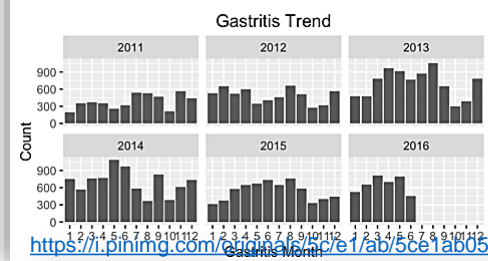 Gastritis Trend
2011 2012 2013
900
600
300
0
Count
2014 2015 2016
900
600
300
0
1 2 3 4 5 6 7 8 9 10 11 12 1 2 3 4 5 6 7 8 9 10 11 12 1 2 3 4 5 6 7 8 9 10 11 12
https://i.pinimg.com/originals/5c/e1/ab/5ce1ab05
Gastritis Month